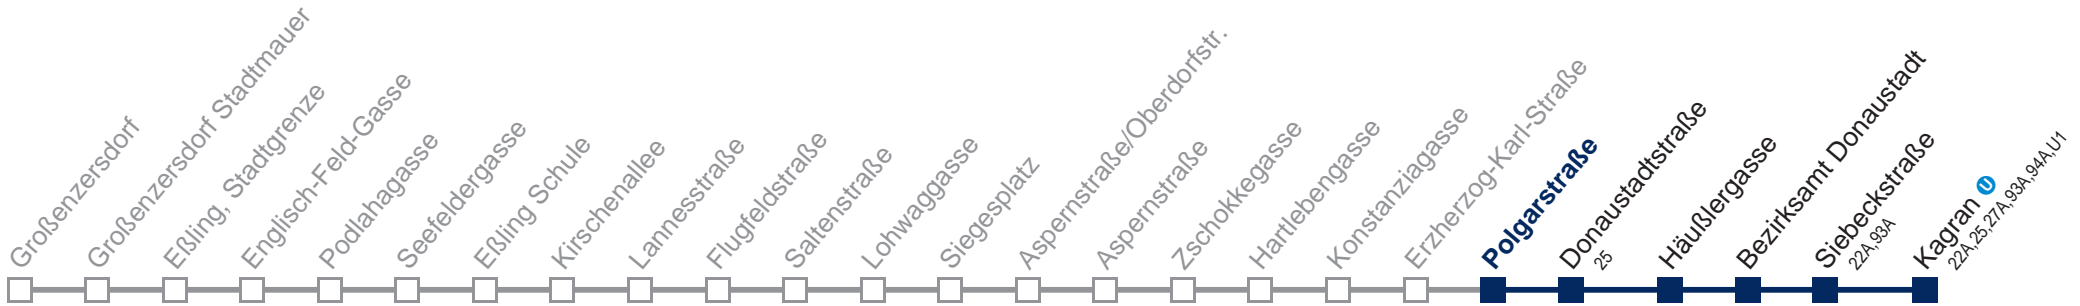 Großenzersdorf
Großenzersdorf Stadtmauer
Eßling, Stadtgrenze
Englisch-Feld-Gasse
Podlahagasse
Seefeldergasse
Eßling Schule
Kirschenallee
Lannesstraße
Flugfeldstraße
Saltenstraße
Lohwaggasse
Siegesplatz
Aspernstraße/Oberdorfstr.
Aspernstraße
Zschokkegasse
Hartlebengasse
Konstanziagasse
Erzherzog-Karl-Straße
Polgarstraße
Donaustadtstraße
25
Häußlergasse
Bezirksamt Donaustadt
Siebeckstraße
22A,93A
Kagran U
22A,25,27A,93A,94A,U1